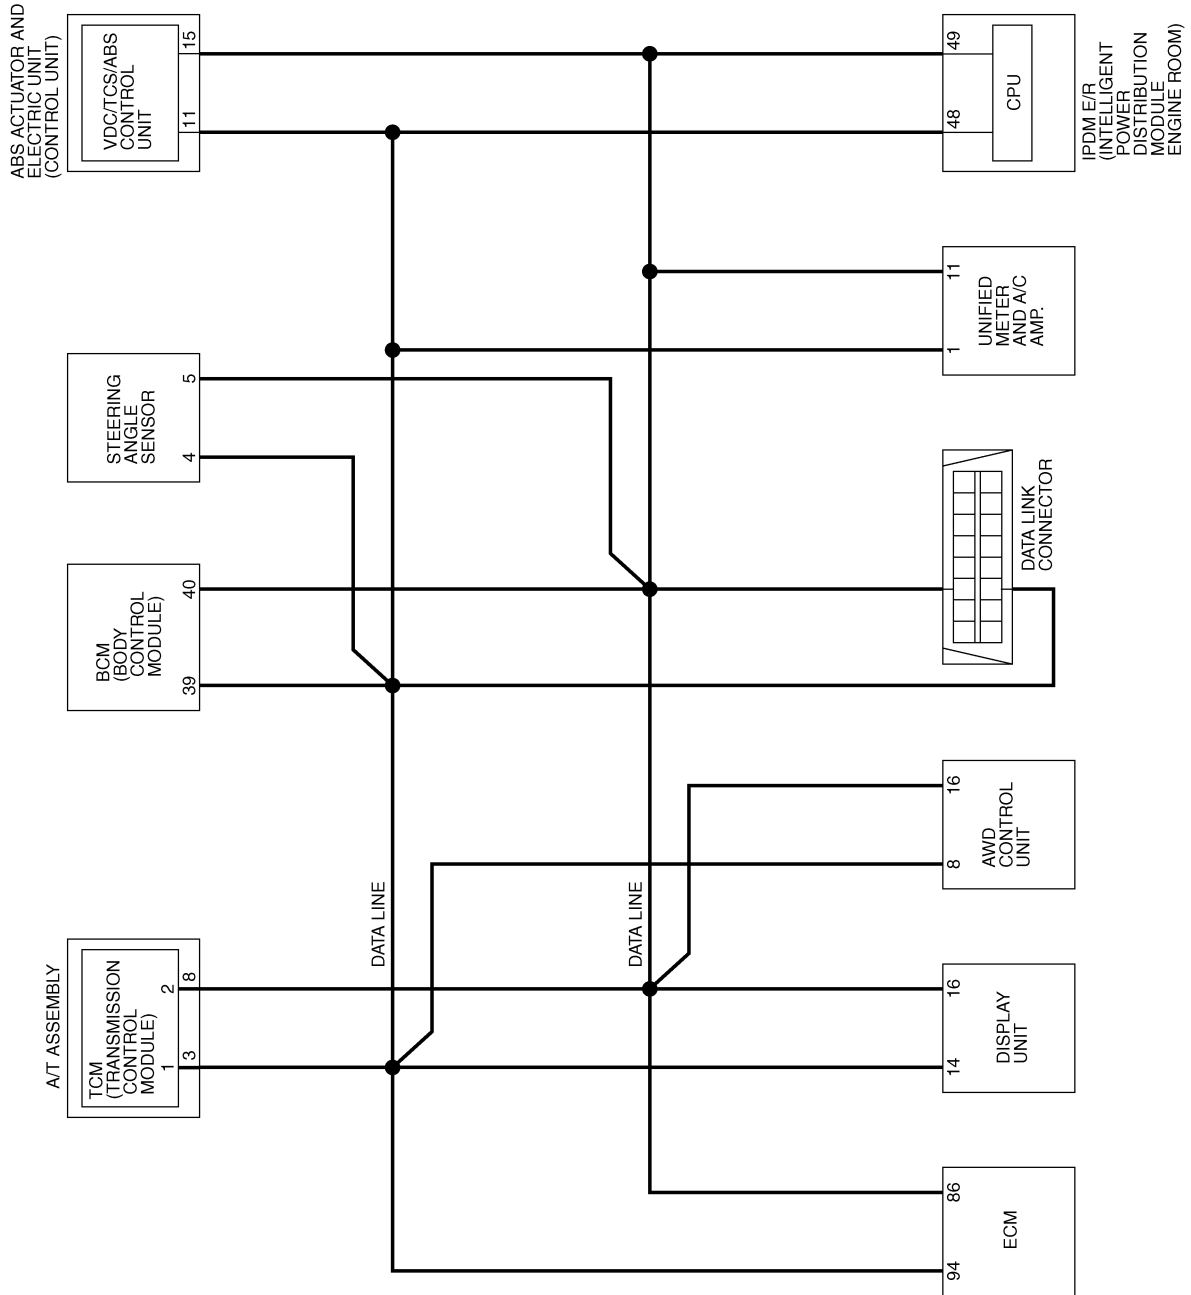 ABS ACTUATOR AND
ELECTRIC UNIT
(CONTROL UNIT)
VDC/TCS/ABS
CONTROL
UNIT
15
11
49
48
CPU
IPDM E/R
(INTELLIGENT
POWER
DISTRIBUTION
MODULE
ENGINE ROOM)
11
1
UNIFIED
METER
AND A/C
AMP.
STEERING
ANGLE
SENSOR
5
4
DATA LINK
CONNECTOR
BCM
(BODY
CONTROL
MODULE)
40
39
16
8
AWD
CONTROL
UNIT
DATA LINE
DATA LINE
A/T ASSEMBLY
TCM
(TRANSMISSION
CONTROL
MODULE)
2
8
1
3
16
14
DISPLAY
UNIT
86
94
ECM